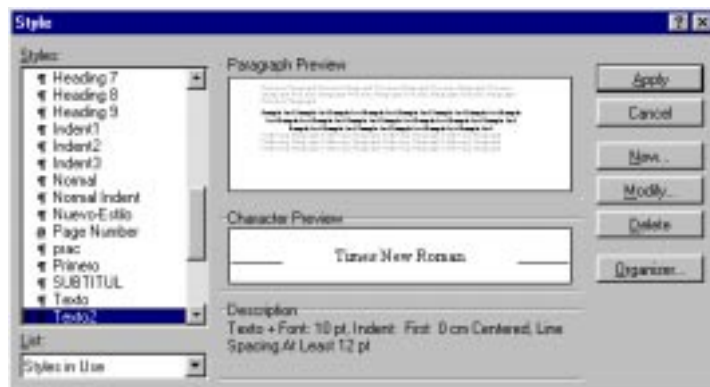 Style
Styles:
¶ Heading 7
¶ Heading 8
¶ Heading 9
¶ Indent1
¶ Indent2
¶ Indent3
¶ Normal
¶ Normal Indent
¶ Nuevo-Estilo
a Page Number
¶ prac
¶ Primero
¶ SUBTITUL
¶ Texto
Texto2
List:
Styles in Use
Paragraph Preview
Character Preview
Times New Roman
Description
Texto + Font: 10 pt, Indent: First 0 cm Centered, Line
Spacing At Least 12 pt
Apply
Cancel
New...
Modify...
Delete
Organizer...